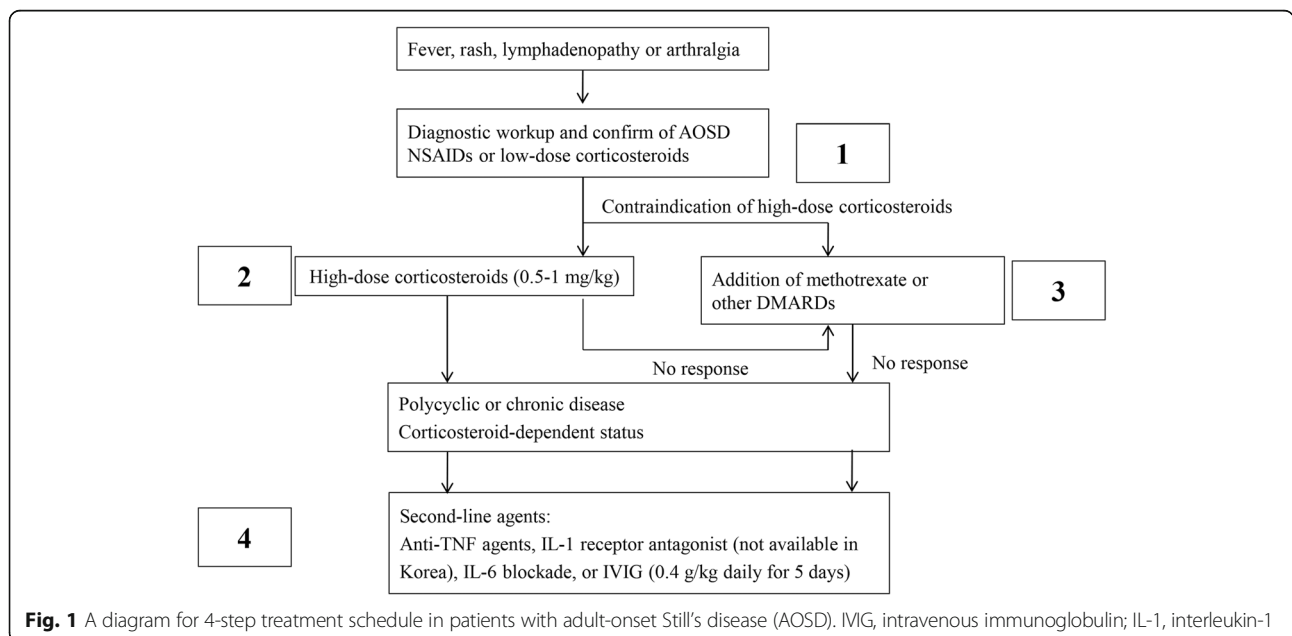 Fever, rash, lymphadenopathy or arthralgia
Diagnostic workup and confirm of AOSD
NSAIDs or low-dose corticosteroids
1
Contraindication of high-dose corticosteroids
2
High-dose corticosteroids (0.5-1 mg/kg)
Addition of methotrexate or
other DMARDs
3
No response
No response
Polycyclic or chronic disease
Corticosteroid-dependent status
4
Second-line agents:
Anti-TNF agents, IL-1 receptor antagonist (not available in
Korea), IL-6 blockade, or IVIG (0.4 g/kg daily for 5 days)
Fig. 1 A diagram for 4-step treatment schedule in patients with adult-onset Still’s disease (AOSD). IVIG, intravenous immunoglobulin; IL-1, interleukin-1